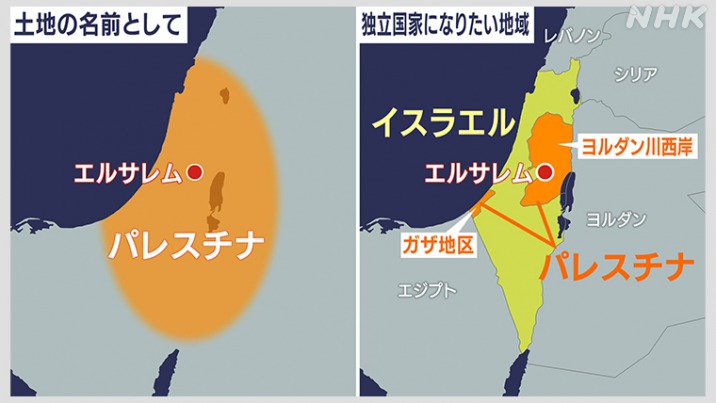 土地の名前として
エルサレム
パレスチナ
NHK
独立国家になりたい地域
レバノン
シリア
イスラエル
ヨルダン川西岸
エルサレム
ヨルダン
ガザ地区
パレスチナ
エジプト